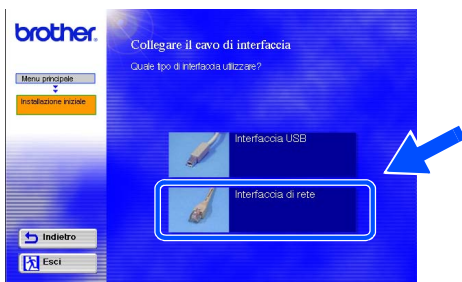 brother.
Collegare il cavo di interfaccia
Quale tipo di interfaccia utilizzare?
Menu principale
Installazione iniziale
Interfaccia USB
Interfaccia di rete
Indietro
Esci